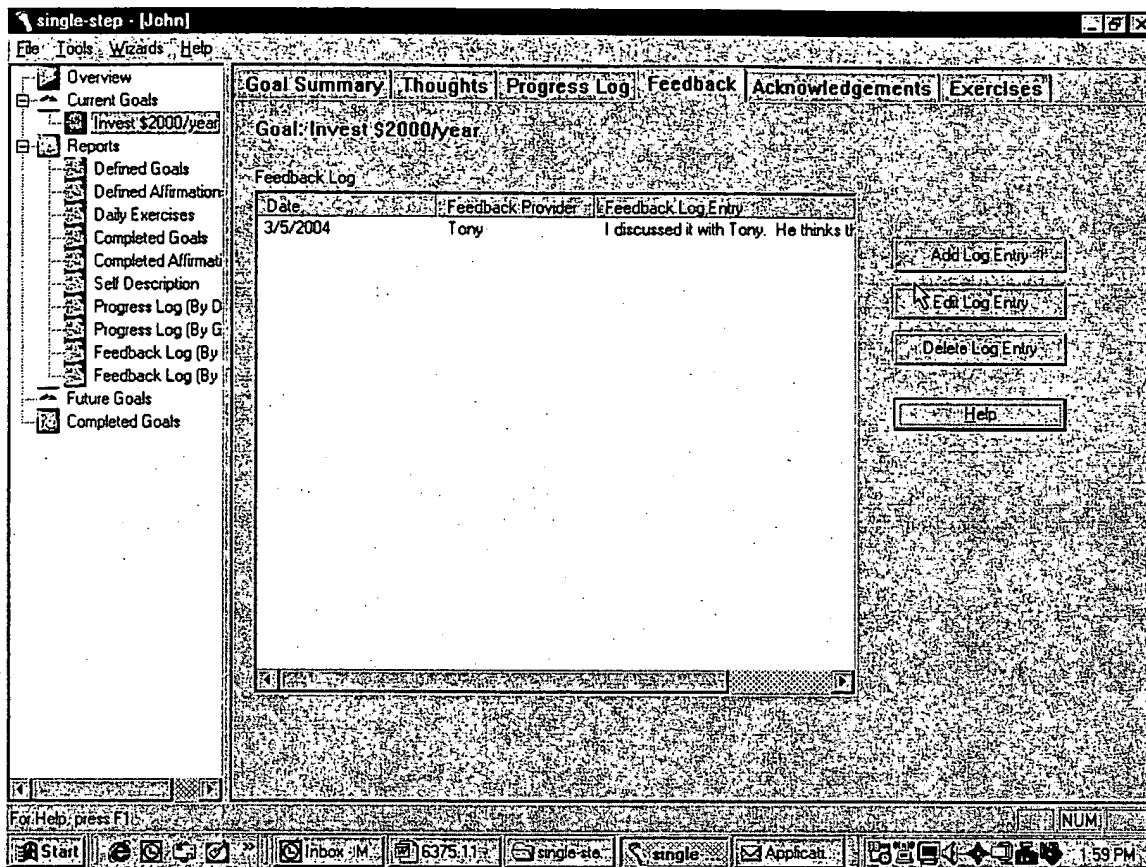 single-step - [John]
File Tools Wizards Help
Overview
Current Goals
Invest $2000/year
Reports
Defined Goals
Defined Affirmation
Daily Exercises
Completed Goals
Completed Affirmati
Self Description
Progress Log (By D
Progress Log (By G
Feedback Log (By
Feedback Log (By
Future Goals
Completed Goals
Goal Summary Thoughts Progress Log Feedback Acknowledgements Exercises
Goal: Invest $2000/year
Feedback Log
Date Feedback Provider Feedback Log Entry
3/5/2004 Tony I discussed it with Tony. He thinks th
Add Log Entry
Edit Log Entry
Delete Log Entry
Help
For Help, press F1
NUM
Start Inbox - M 6375.11 single-ste... single Applicati... 1:59 PM